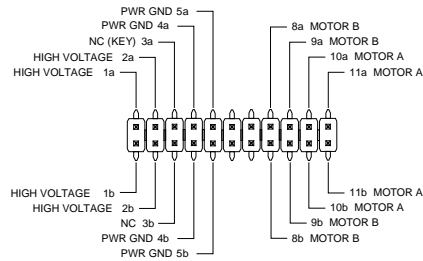 PWR GND 5a
PWR GND 4a
NC (KEY) 3a
HIGH VOLTAGE 2a
HIGH VOLTAGE 1a
8a MOTOR B
9a MOTOR B
10a MOTOR A
11a MOTOR A
HIGH VOLTAGE 1b
HIGH VOLTAGE 2b
NC 3b
PWR GND 4b
PWR GND 5b
11b MOTOR A
10b MOTOR A
9b MOTOR B
8b MOTOR B